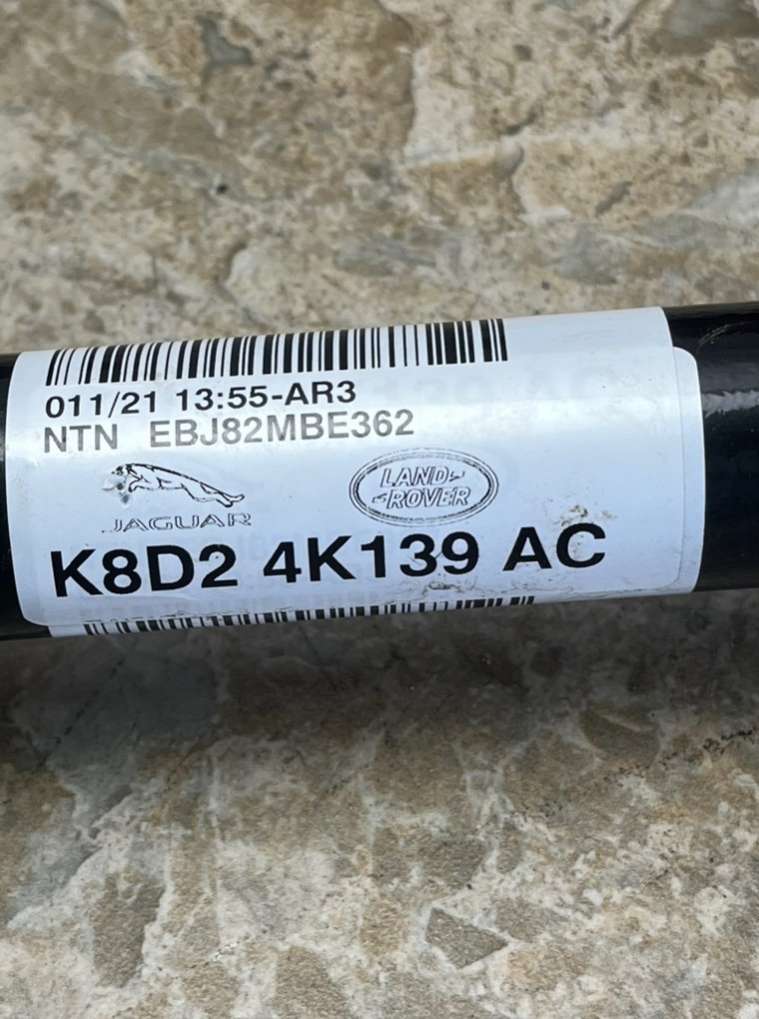 011/21 13:55-AR3
NTN EBJ82MBE362
JAGUAR
LAND
ROVER
K8D2 4K139 AC